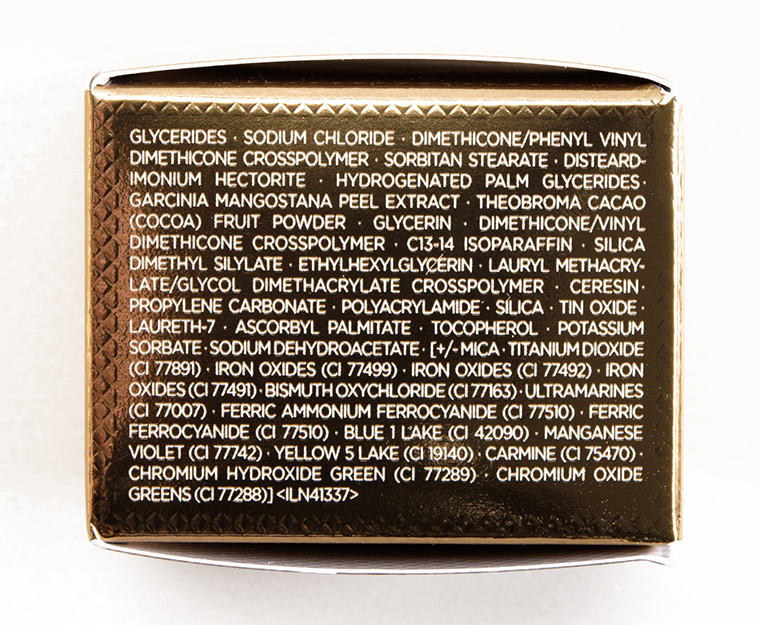 GLYCERIDES · SODIUM CHLORIDE · DIMETHICONE/PHENYL VINYL
DIMETHICONE CROSSPOLYMER · SORBITAN STEARATE · DISTEARD-
IMONIUM HECTORITE · HYDROGENATED PALM GLYCERIDES·
GARCINIA MANGOSTANA PEEL EXTRACT · THEOBROMA CACAO
(COCOA) FRUIT POWDER · GLYCERIN · DIMETHICONE/VINYL
DIMETHICONE CROSSPOLYMER · C13-14 ISOPARAFFIN · SILICA
DIMETHYL SILYLATE · ETHYLHEXYLGLYCERIN · LAURYL METHACRY-
LATE/GLYCOL DIMETHACRYLATE CROSSPOLYMER · CERESIN·
PROPYLENE CARBONATE · POLYACRYLAMIDE · SILICA · TIN OXIDE·
LAURETH-7 · ASCORBYL PALMITATE · TOCOPHEROL · POTASSIUM
SORBATE · SODIUM DEHYDROACETATE · [+/- MICA · TITANIUM DIOXIDE
(CI 77891) · IRON OXIDES (CI 77499) · IRON OXIDES (CI 77492) · IRON
OXIDES (CI 77491) · BISMUTH OXYCHLORIDE (CI 77163) · ULTRAMARINES
(CI 77007) · FERRIC AMMONIUM FERROCYANIDE (CI 77510) · FERRIC
FERROCYANIDE (CI 77510) · BLUE 1 LAKE (CI 42090) · MANGANESE
VIOLET (CI 77742) · YELLOW 5 LAKE (CI 19140) · CARMINE (CI 75470) ·
CHROMIUM HYDROXIDE GREEN (CI 77289) · CHROMIUM OXIDE
GREENS (CI 77288)] <ILN41337>